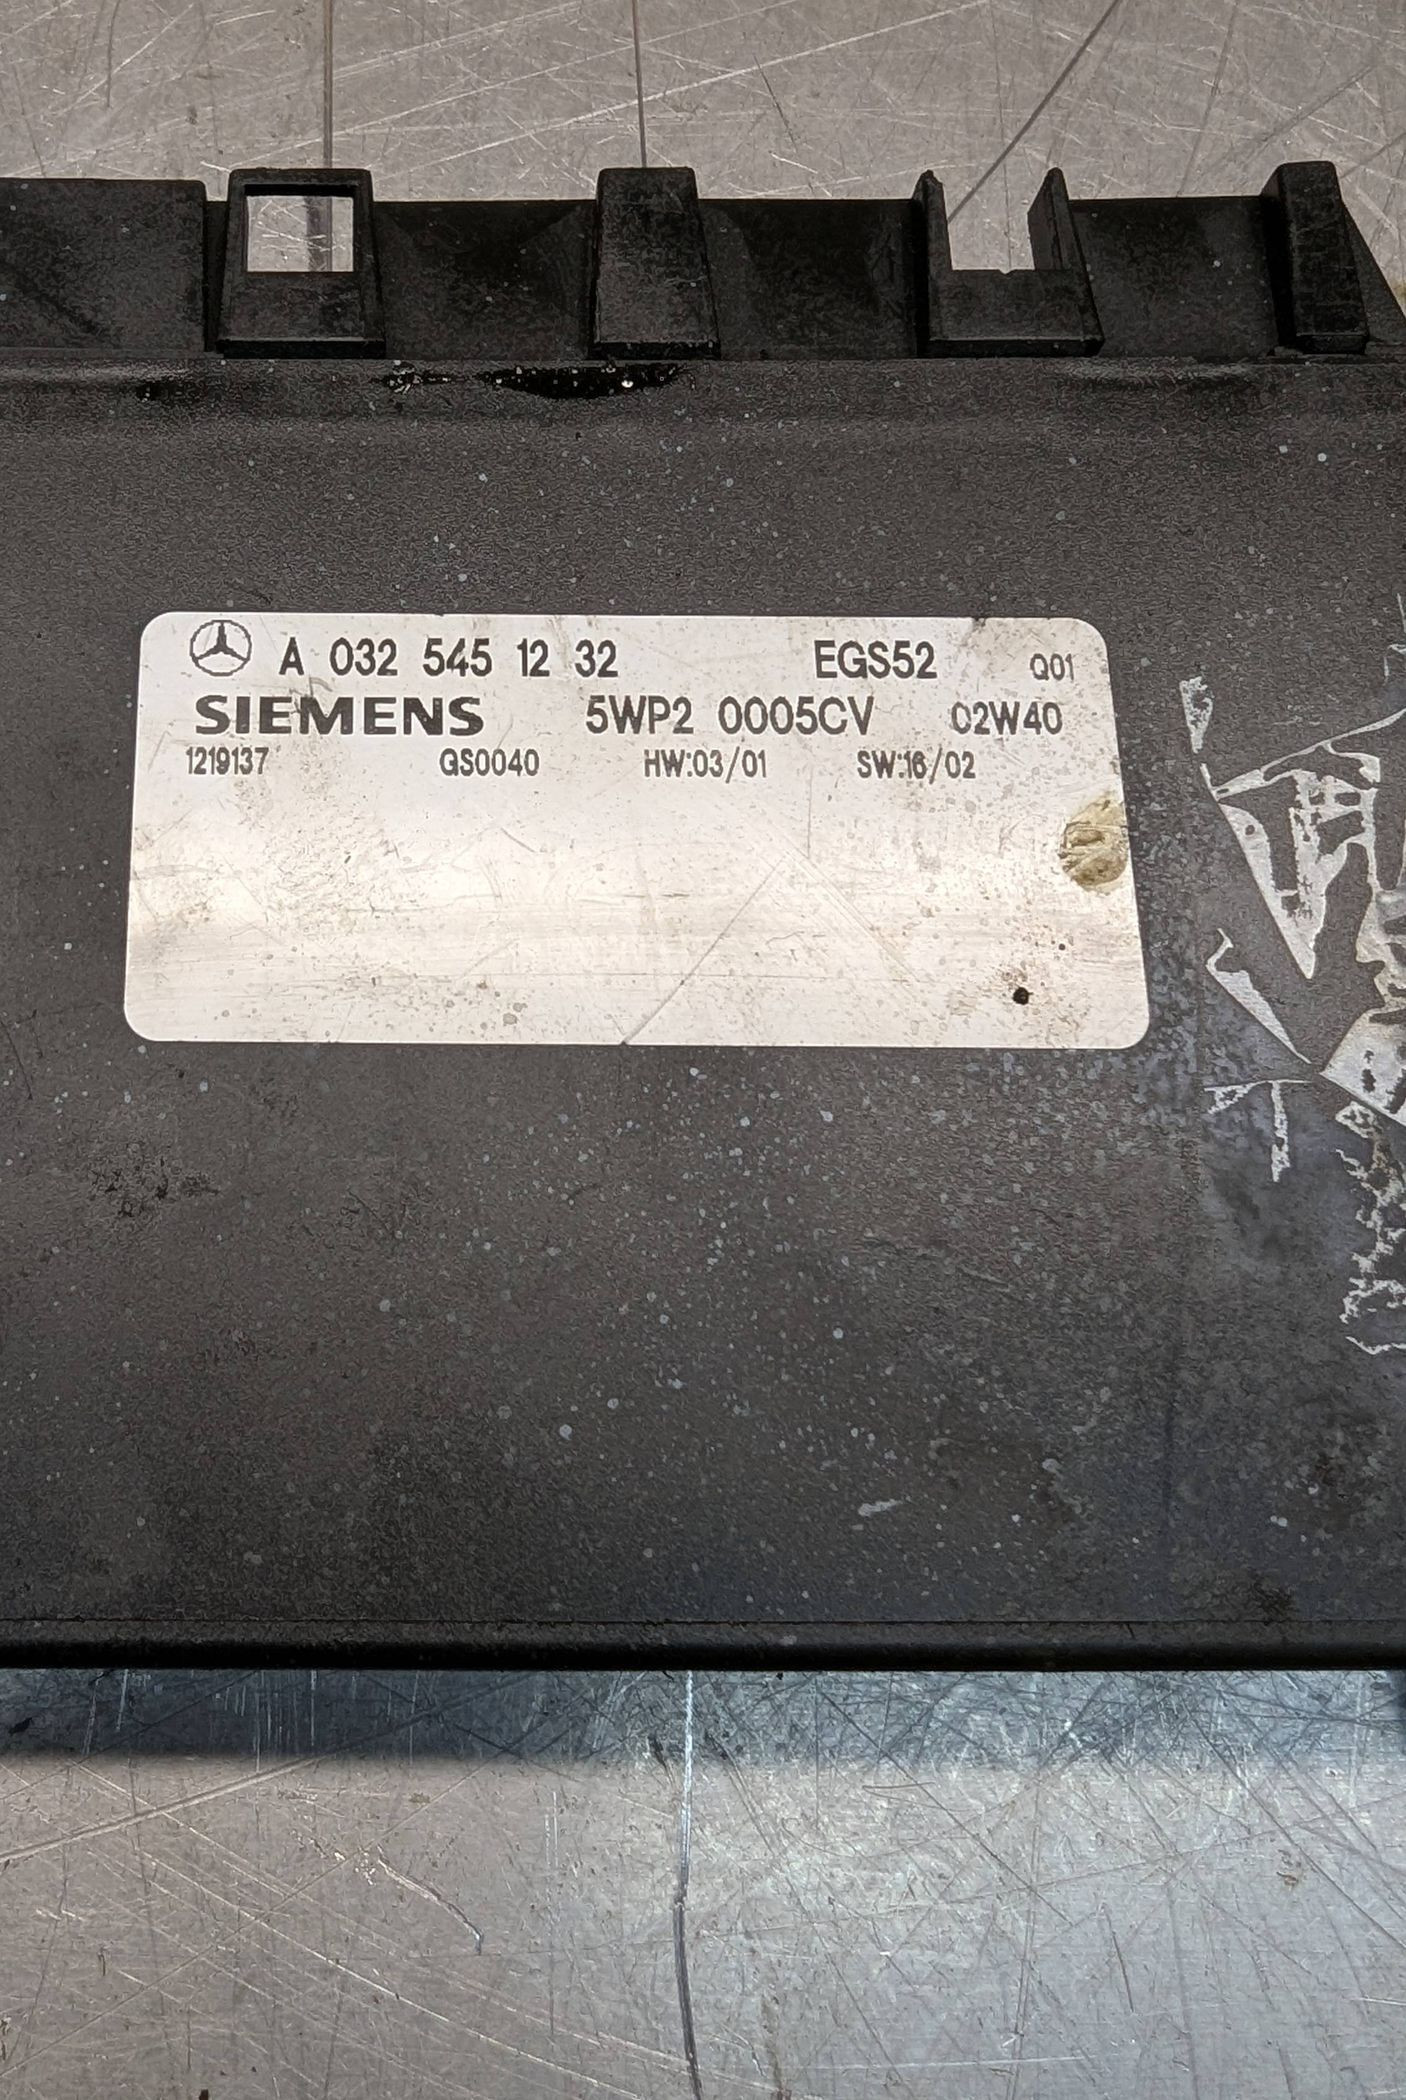 A 032 545 12 32 EGS52 Q01
SIEMENS 5WP2 0005CV 02W40
1219137 QS0040 HW:03/01 SW:16/02